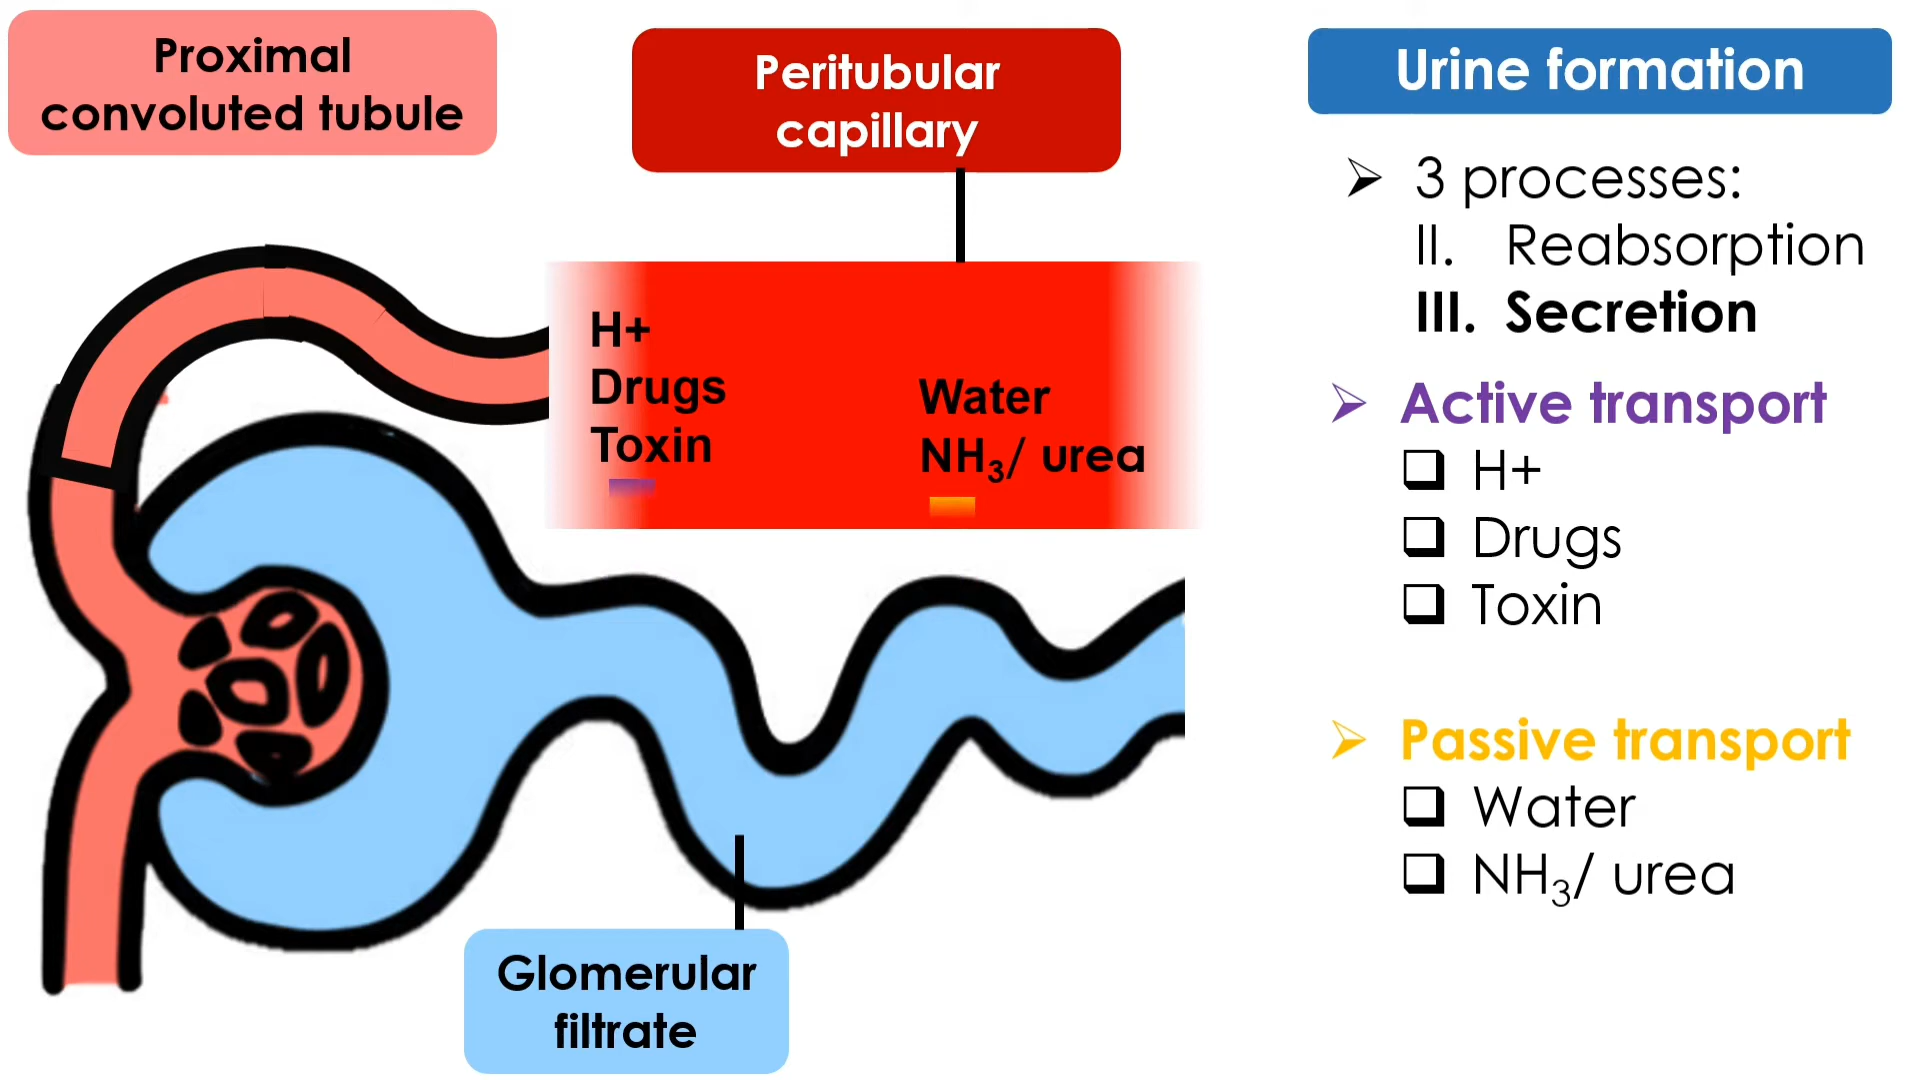 Proximal
convoluted tubule
Peritubular
capillary
H+
Drugs
Toxin
Water
NH₃/ urea
Glomerular
filtrate
Urine formation
➢ 3 processes:
II. Reabsorption
III. Secretion
➢ Active transport
❑ H+
❑ Drugs
❑ Toxin
➢ Passive transport
❑ Water
❑ NH₃/ urea